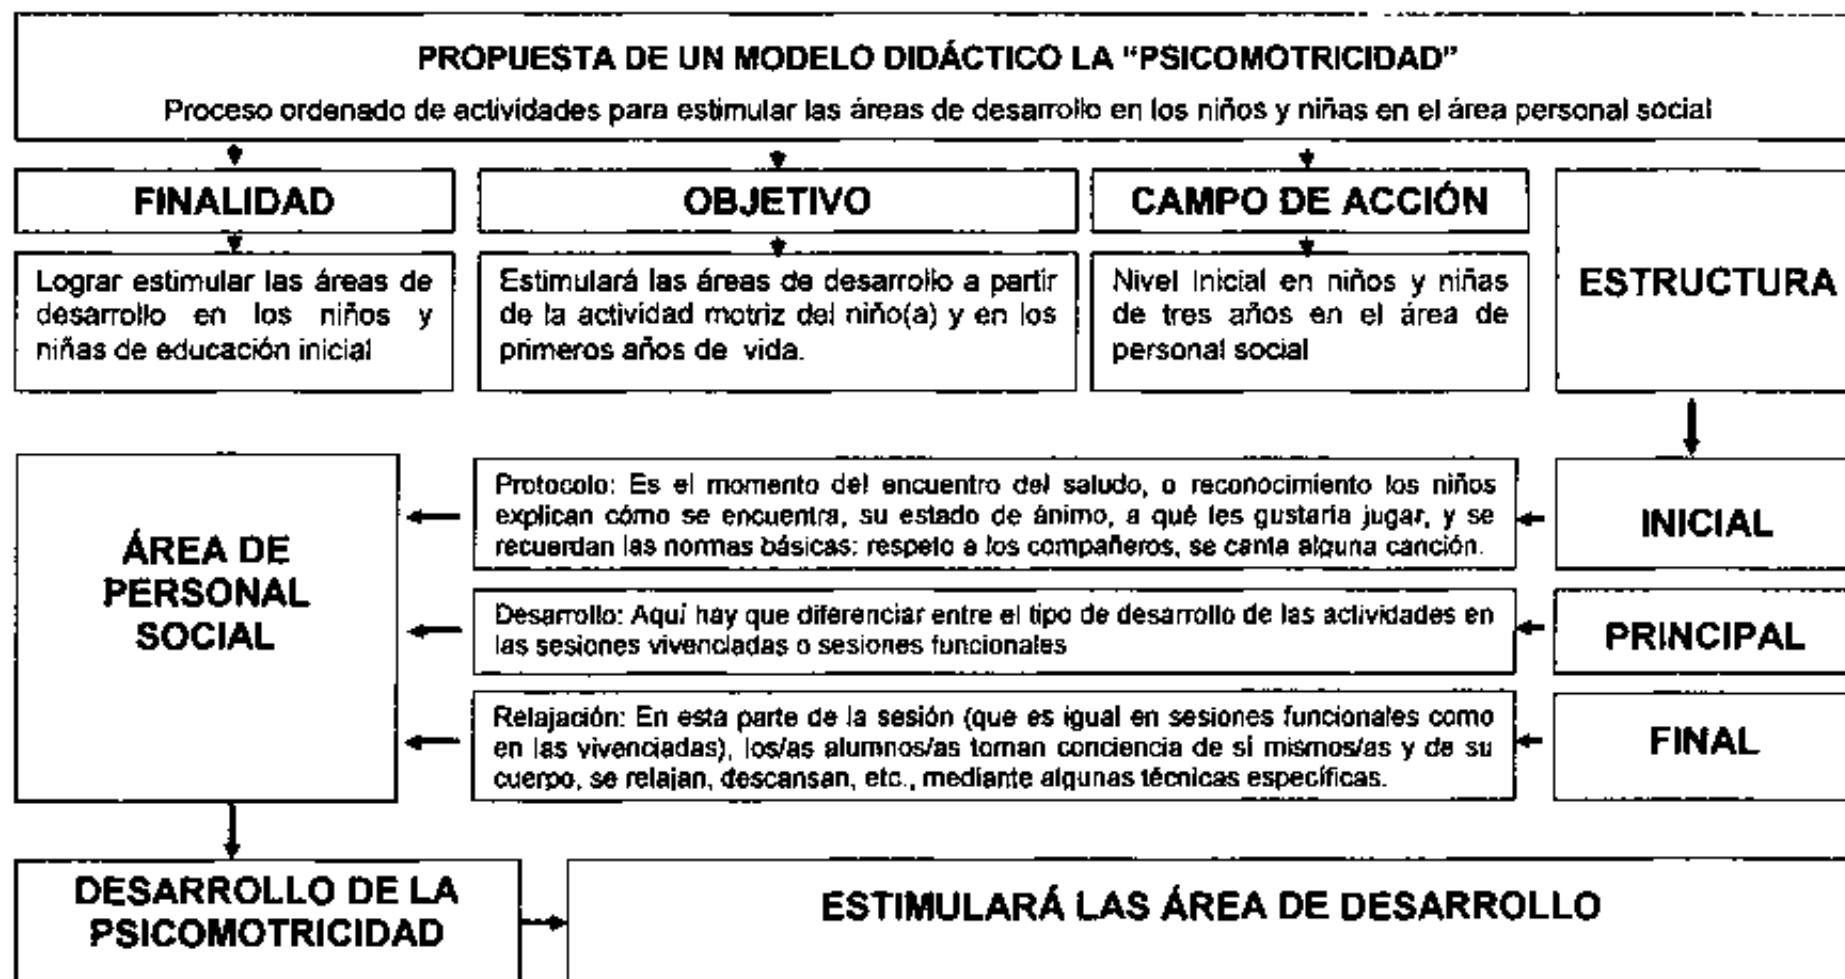 PROPUESTA DE UN MODELO DIDÁCTICO LA "PSICOMOTRICIDAD"
Proceso ordenado de actividades para estimular las áreas de desarrollo en los niños y niñas en el área personal social
FINALIDAD
OBJETIVO
CAMPO DE ACCIÓN
ESTRUCTURA
Lograr estimular las áreas de
desarrollo en los niños y
niñas de educación inicial
Estimulará las áreas de desarrollo a partir
de la actividad motriz del niño(a) y en los
primeros años de vida.
Nivel Inicial en niños y niñas
de tres años en el área de
personal social
ÁREA DE
PERSONAL
SOCIAL
Protocolo: Es el momento del encuentro del saludo, o reconocimiento los niños
explican cómo se encuentra, su estado de ánimo, a qué les gustaría jugar, y se
recuerdan las normas básicas: respeto a los compañeros, se canta alguna canción.
INICIAL
Desarrollo: Aquí hay que diferenciar entre el tipo de desarrollo de las actividades en
las sesiones vivenciadas o sesiones funcionales
PRINCIPAL
Relajación: En esta parte de la sesión (que es igual en sesiones funcionales como
en las vivenciadas), los/as alumnos/as toman conciencia de sí mismos/as y de su
cuerpo, se relajan, descansan, etc., mediante algunas técnicas específicas.
FINAL
DESARROLLO DE LA
PSICOMOTRICIDAD
ESTIMULARÁ LAS ÁREA DE DESARROLLO